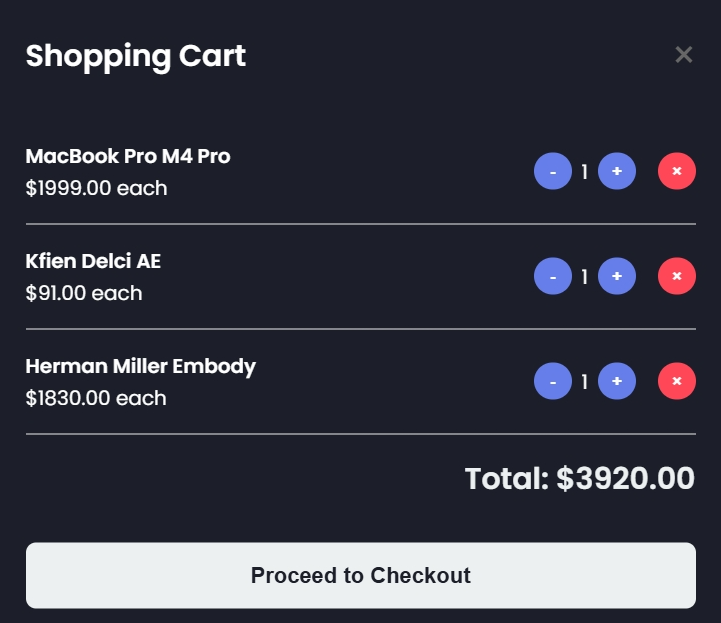 Shopping Cart ×
MacBook Pro M4 Pro
$1999.00 each
- 1 + ×
Kfien Delci AE
$91.00 each
- 1 + ×
Herman Miller Embody
$1830.00 each
- 1 + ×
Total: $3920.00
Proceed to Checkout